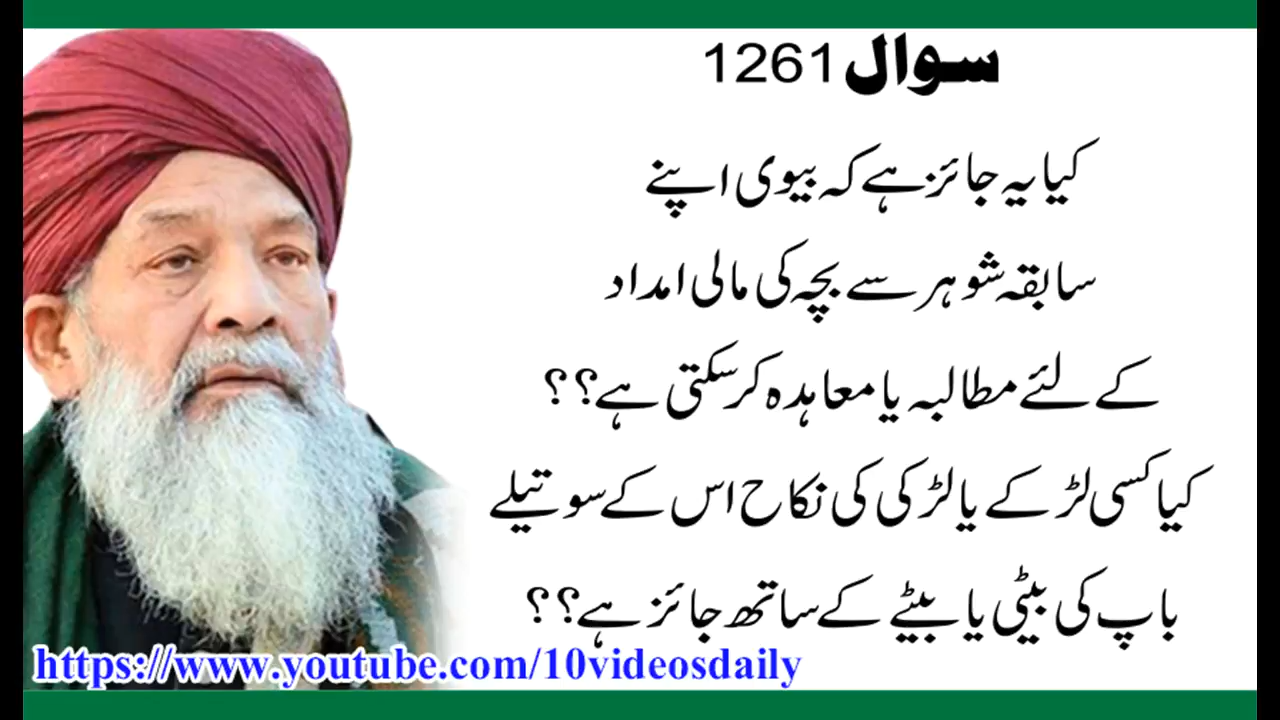 سوال 1261
کیا یہ جائز ہے کہ بیوی اپنے
سابقہ شوہر سے بچہ کی مالی امداد
کے لئے مطالبہ یا معاہدہ کر سکتی ہے؟؟
کیا کسی لڑکے یا لڑکی کی نکاح اس کے سوتیلے
باپ کی بیٹی یا بیٹے کے ساتھ جائز ہے؟؟
https://www.youtube.com/10videosdaily